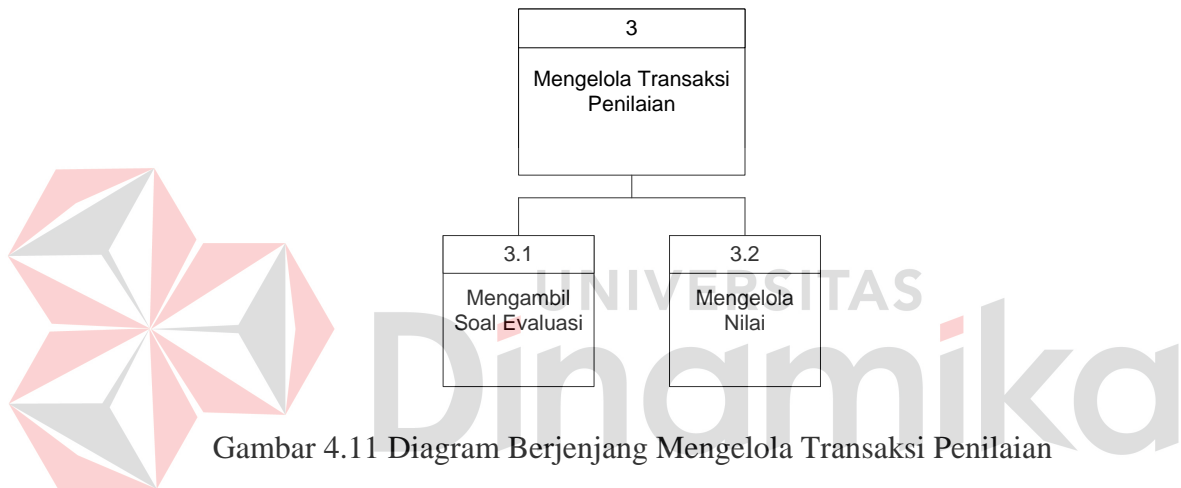 3
Mengelola Transaksi
Penilaian
3.1
Mengambil
Soal Evaluasi
3.2
Mengelola
Nilai
UNIVERSITAS
Dinamika
Gambar 4.11 Diagram Berjenjang Mengelola Transaksi Penilaian